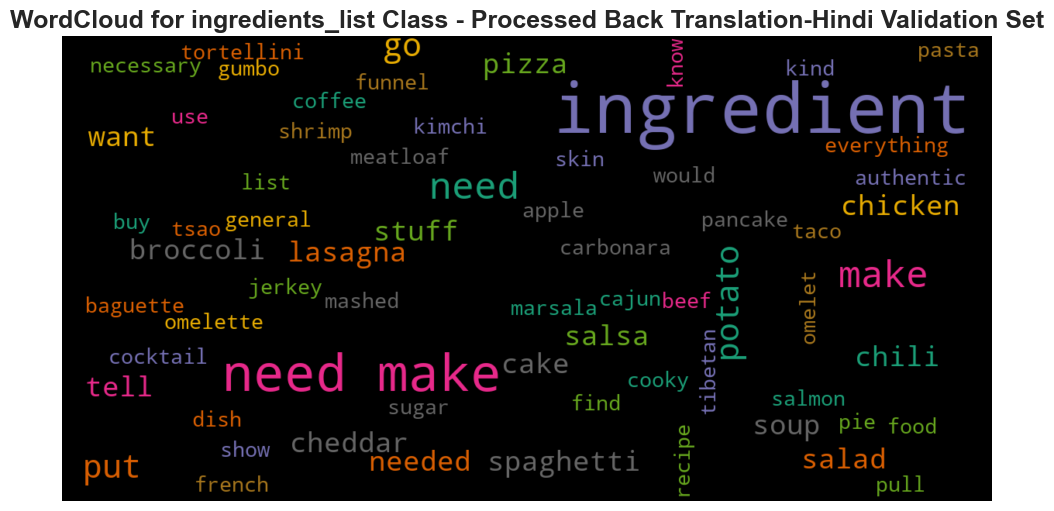 WordCloud for ingredients_list Class - Processed Back Translation-Hindi Validation Set
tortellini
go
know
pasta
necessary
gumbo
pizza
kind
funnel
ingredient
coffee
use
want
shrimp
kimchi
everything
meatloaf
skin
would
authentic
list
need
chicken
buy
tsao
general
apple
pancake
stuff
taco
broccoli
lasagna
carbonara
potato
make
jerkey
mashed
marsala
cajun
beef
omelet
baguette
omelette
salsa
tibetan
cocktail
need make
cake
chili
tell
cooky
sugar
find
salmon
dish
soup
pie
food
show
cheddar
recipe
put
needed
spaghetti
salad
french
pull